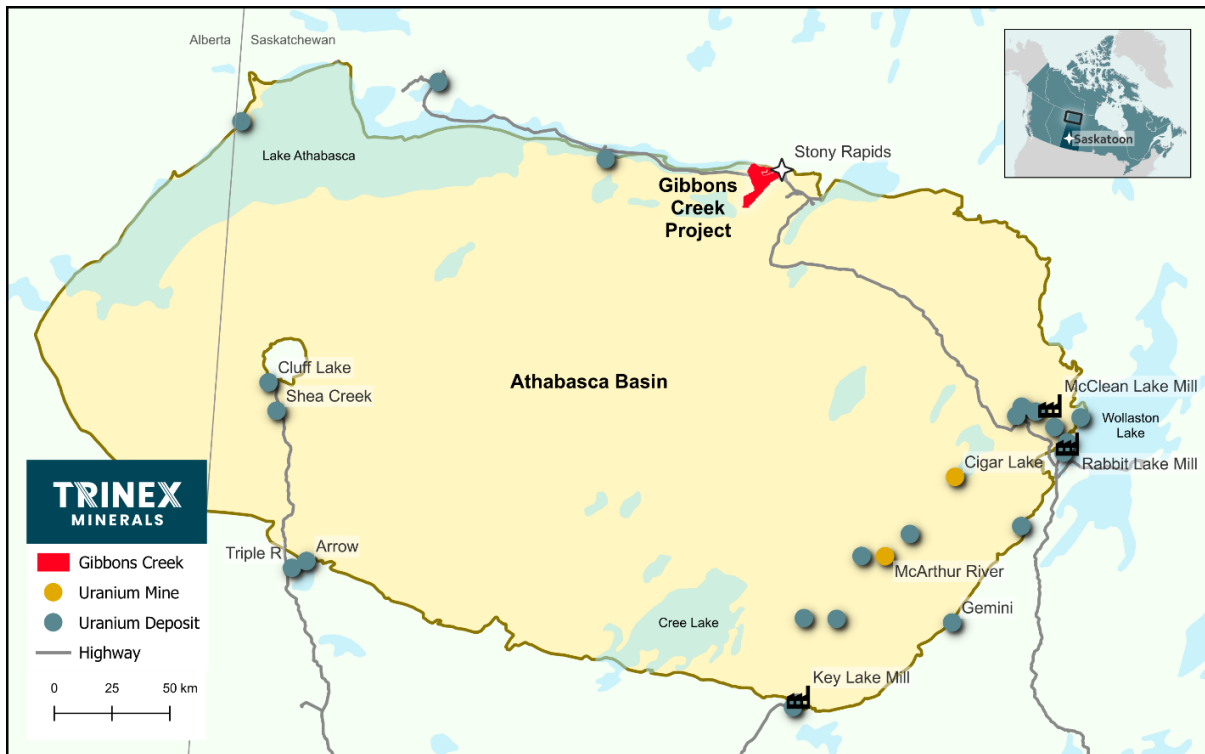 Alberta
Saskatchewan
Saskatoon
Lake Athabasca
Stony Rapids
Gibbons
Creek
Project
Cluff Lake
Shea Creek
Athabasca Basin
McClean Lake Mill
Wollaston
Lake
Cigar Lake
Rabbit Lake Mill
Triple R
Arrow
McArthur River
Gemini
Cree Lake
Key Lake Mill
TRINEX
MINERALS
Gibbons Creek
Uranium Mine
Uranium Deposit
Highway
0 25 50 km